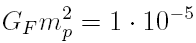 $G_F m_p^2 = 1 \cdot 10^{-5}$